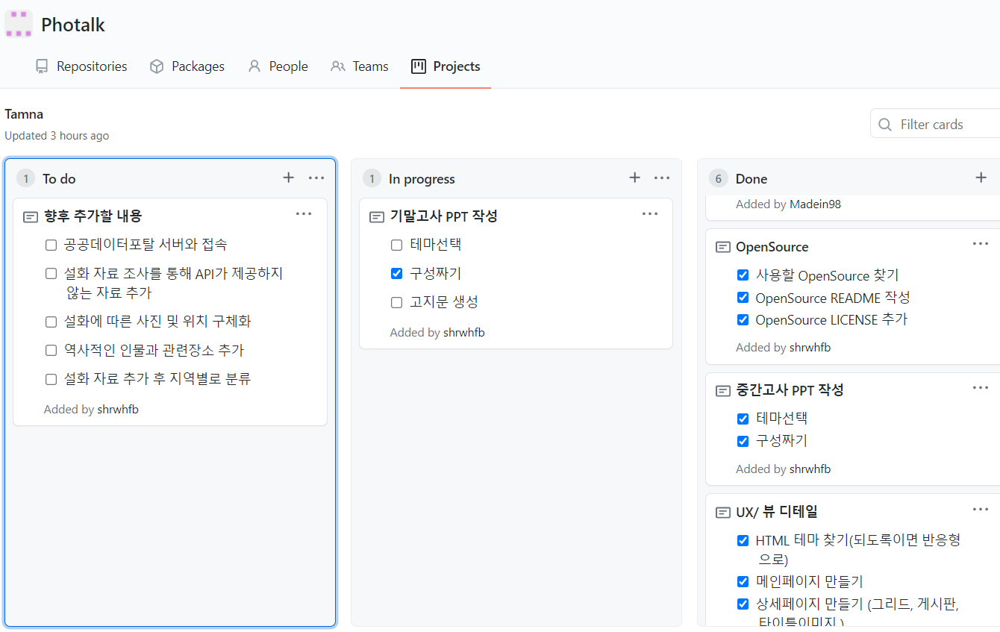 Photalk
Repositories Packages People Teams Projects
Tamna
Updated 3 hours ago
Filter cards
1 To do
향후 추가할 내용
공공데이터포탈 서버와 접속
설화 자료 조사를 통해 API가 제공하지
않는 자료 추가
설화에 따른 사진 및 위치 구체화
역사적인 인물과 관련장소 추가
설화 자료 추가 후 지역별로 분류
Added by shrwhfb
1 In progress
기말고사 PPT 작성
테마선택
구성짜기
고지문 생성
Added by shrwhfb
6 Done
Added by Madein98
OpenSource
사용할 OpenSource 찾기
OpenSource README 작성
OpenSource LICENSE 추가
Added by shrwhfb
중간고사 PPT 작성
테마선택
구성짜기
Added by shrwhfb
UX/ 뷰 디테일
HTML 테마 찾기(되도록이면 반응형
으로)
메인페이지 만들기
상세페이지 만들기 (그리드, 게시판,
타이틀이미지 )